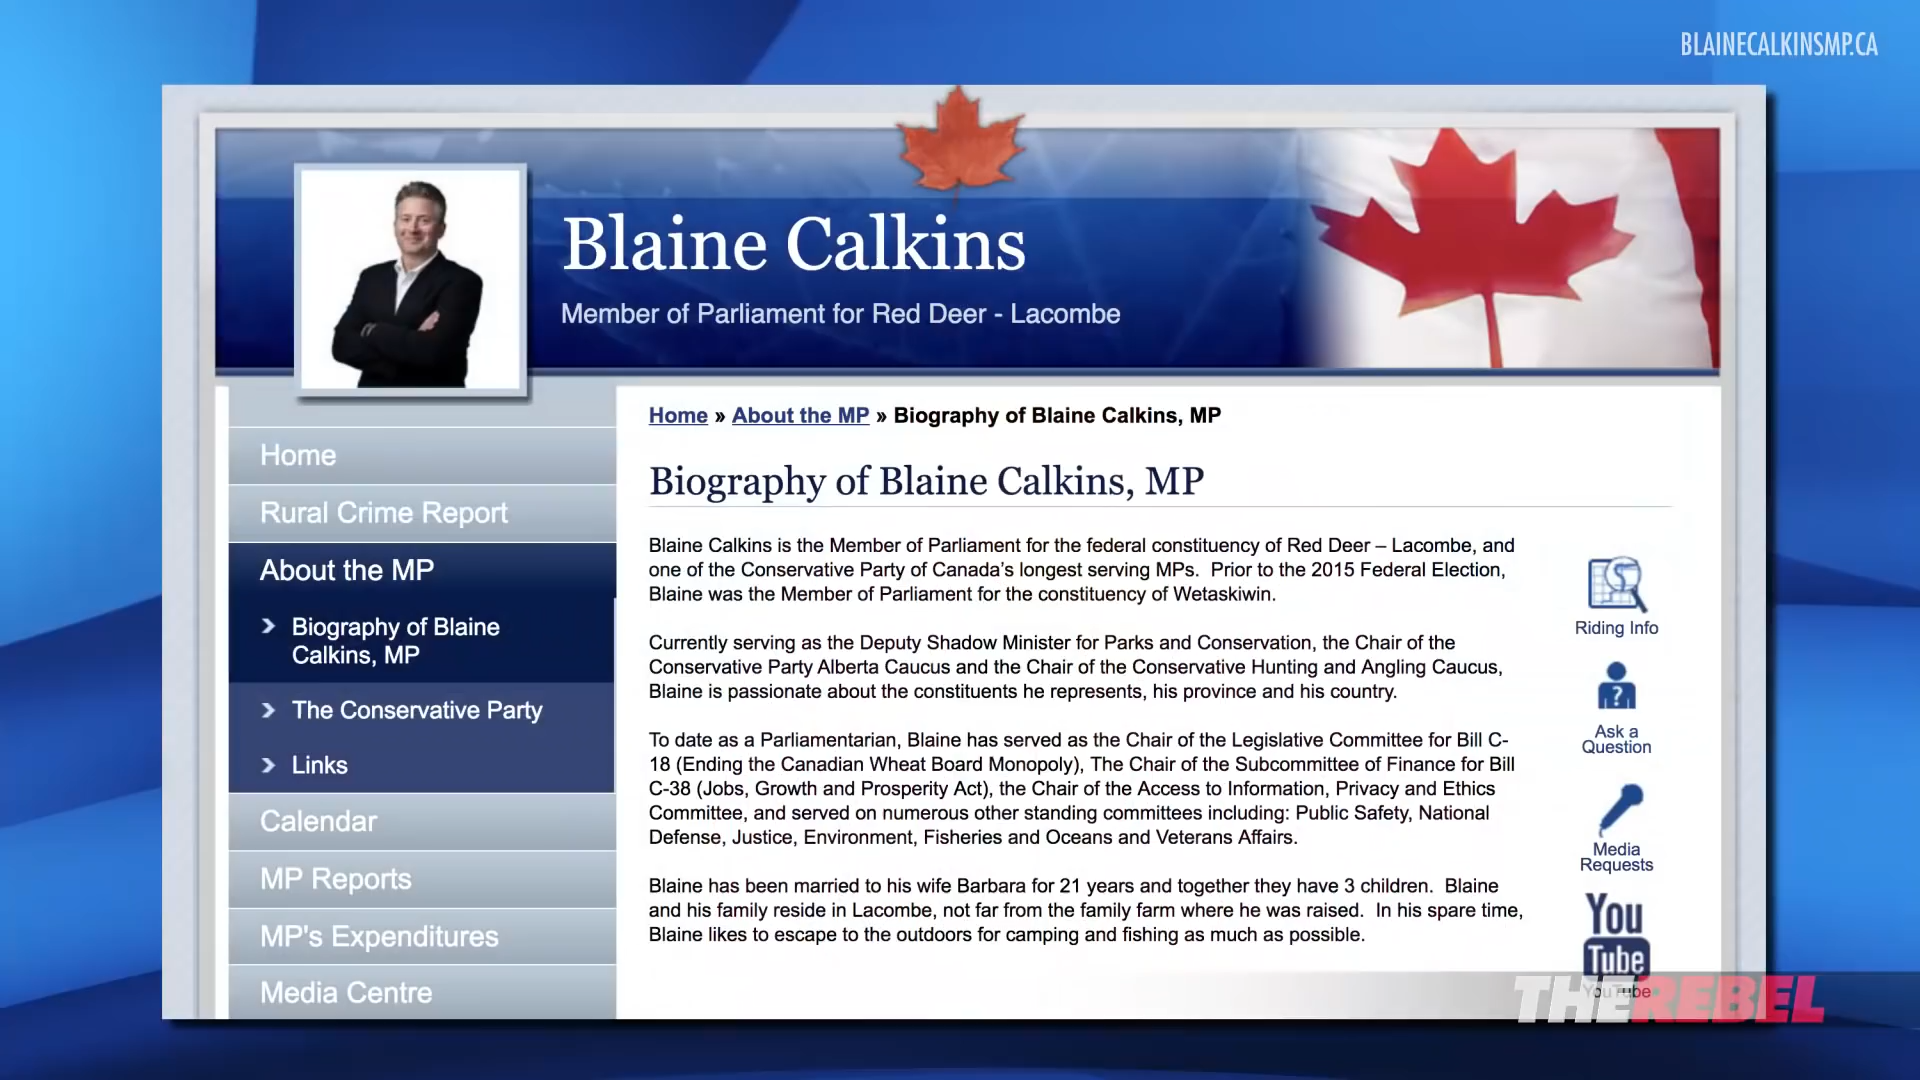 BLAINECALKINSMP.CA
Blaine Calkins
Member of Parliament for Red Deer - Lacombe
Home » About the MP » Biography of Blaine Calkins, MP
Home
Rural Crime Report
About the MP
Biography of Blaine
Calkins, MP
The Conservative Party
Links
Calendar
MP Reports
MP's Expenditures
Media Centre
Biography of Blaine Calkins, MP
Blaine Calkins is the Member of Parliament for the federal constituency of Red Deer – Lacombe, and
one of the Conservative Party of Canada's longest serving MPs.  Prior to the 2015 Federal Election,
Blaine was the Member of Parliament for the constituency of Wetaskiwin.
Currently serving as the Deputy Shadow Minister for Parks and Conservation, the Chair of the
Conservative Party Alberta Caucus and the Chair of the Conservative Hunting and Angling Caucus,
Blaine is passionate about the constituents he represents, his province and his country.
To date as a Parliamentarian, Blaine has served as the Chair of the Legislative Committee for Bill C-
18 (Ending the Canadian Wheat Board Monopoly), The Chair of the Subcommittee of Finance for Bill
C-38 (Jobs, Growth and Prosperity Act), the Chair of the Access to Information, Privacy and Ethics
Committee, and served on numerous other standing committees including: Public Safety, National
Defense, Justice, Environment, Fisheries and Oceans and Veterans Affairs.
Blaine has been married to his wife Barbara for 21 years and together they have 3 children.  Blaine
and his family reside in Lacombe, not far from the family farm where he was raised.  In his spare time,
Blaine likes to escape to the outdoors for camping and fishing as much as possible.
Riding Info
?
Ask a
Question
Media
Requests
You
Tube
YouTube
THE REBEL